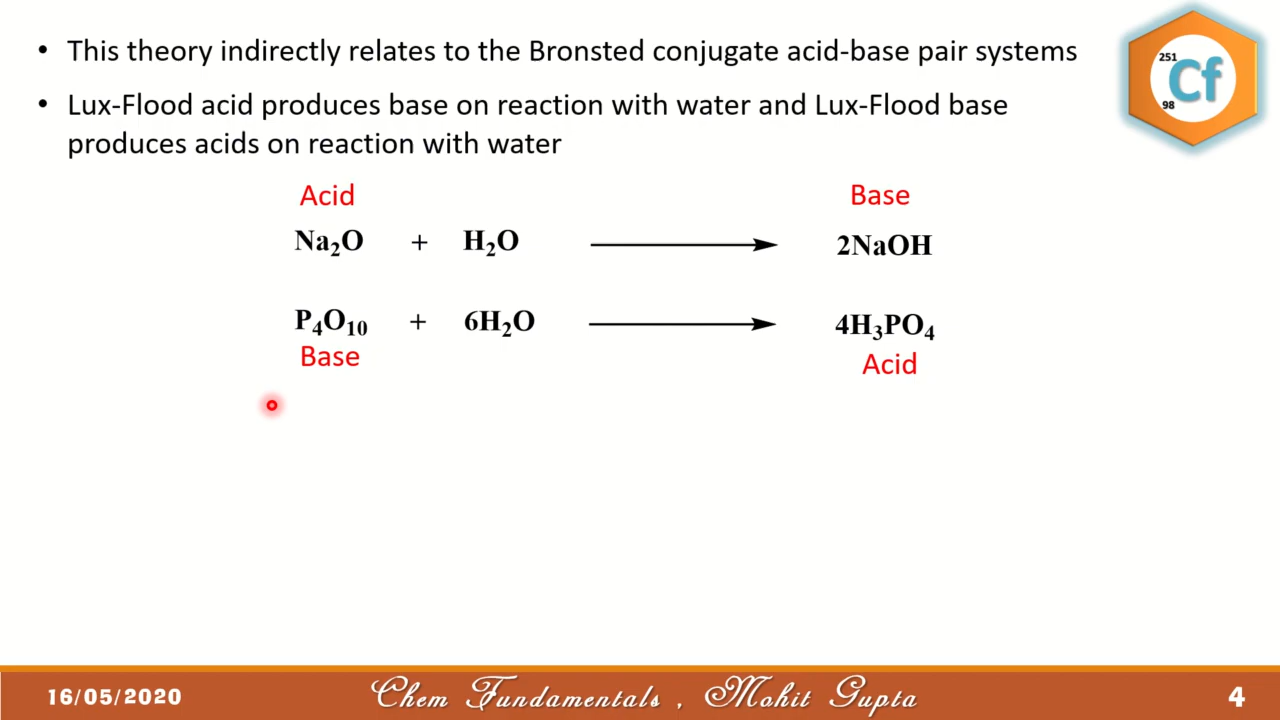 • This theory indirectly relates to the Bronsted conjugate acid-base pair systems
• Lux-Flood acid produces base on reaction with water and Lux-Flood base
produces acids on reaction with water
251
Cf
98
Acid Base
Na₂O + H₂O 2NaOH
P₄O₁₀ + 6H₂O 4H₃PO₄
Base Acid
16/05/2020 Chem Fundamentals , Mohit Gupta 4